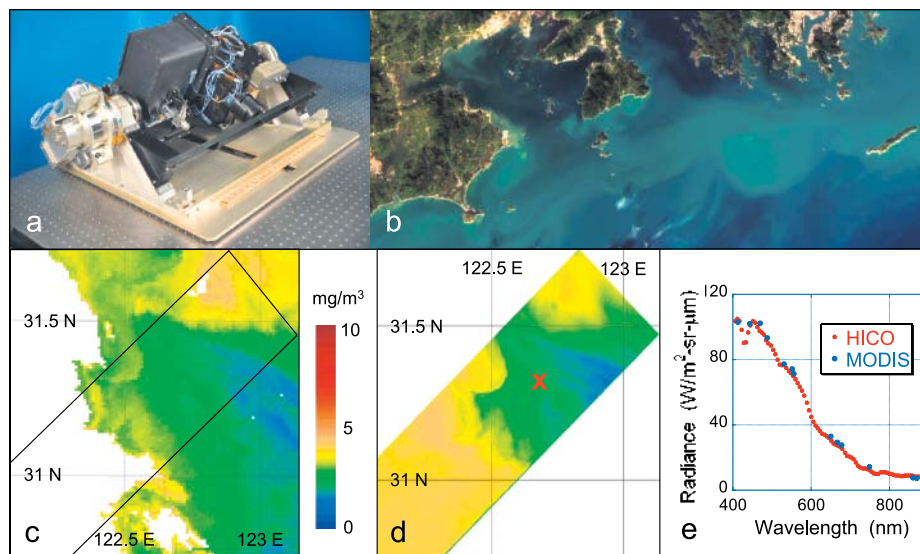 a
b
c
122.5 E
123 E
31.5 N
31 N
mg/m³
10
5
0
d
122.5 E
123 E
31.5 N
31 N
X
e
Radiance (W/m²-sr-µm)
120
80
40
0
400
600
800
Wavelength (nm)
HICO
MODIS